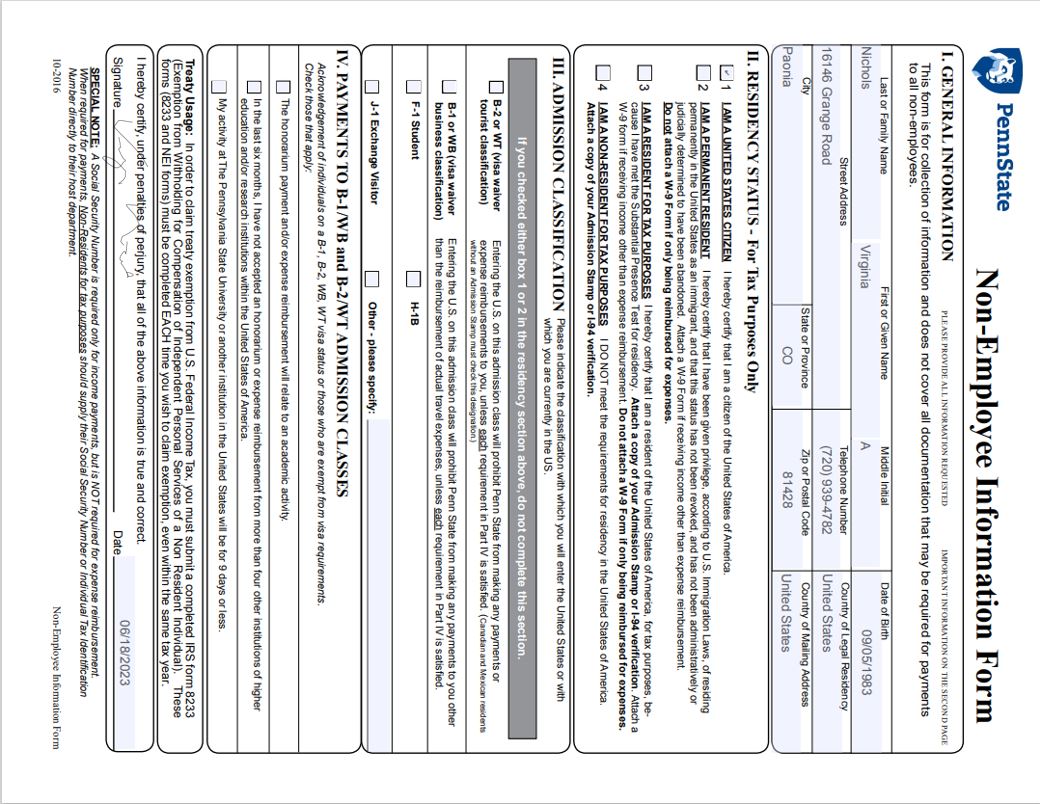 PennState
Non-Employee Information Form
I. GENERAL INFORMATION PLEASE PROVIDE ALL INFORMATION REQUESTED IMPORTANT INFORMATION ON THE SECOND PAGE
This form is for collection of information and does not cover all documentation that may be required for payments
to all non-employees.
Last or Family Name First or Given Name Middle Initial Date of Birth
Nichols Virginia A 09/05/1983
Street Address Telephone Number Country of Legal Residency
16146 Grange Road (720) 939-4782 United States
City State or Province Zip or Postal Code Country of Mailing Address
Paonia CO 81428 United States
II. RESIDENCY STATUS – For Tax Purposes Only
✓ 1 I AM A UNITED STATES CITIZEN I hereby certify that I am a citizen of the United States of America.
2 I AM A PERMANENT RESIDENT I hereby certify that I have been given privilege, according to U.S. Immigration Laws, of residing
permanently in the United States as an immigrant, and that this status has not been revoked, and has not been administratively or
judicially determined to have been abandoned. Attach a W-9 Form if receiving income other than expense reimbursement.
Do not attach a W-9 Form if only being reimbursed for expenses.
3 I AM A RESIDENT FOR TAX PURPOSES I hereby certify that I am a resident of the United States of America, for tax purposes, be-
cause I have met the Substantial Presence Test for residency. Attach a copy of your Admission Stamp or I-94 verification. Attach a
W-9 form if receiving income other than expense reimbursement. Do not attach a W-9 Form if only being reimbursed for expenses.
4 I AM A NON-RESIDENT FOR TAX PURPOSES I DO NOT meet the requirements for residency in the United States of America.
Attach a copy of your Admission Stamp or I-94 verification.
If you checked either box 1 or 2 in the residency section above, do not complete this section.
III. ADMISSION CLASSIFICATION Please indicate the classification with which you will enter the United States or with
which you are currently in the US.
B-2 or WT (visa waiver Entering the U.S. on this admission class will prohibit Penn State from making any payments or
tourist classification) expense reimbursements to you, unless each requirement in Part IV is satisfied. (Canadian and Mexican residents
without an Admission Stamp must check this designation.)
B-1 or WB (visa waiver Entering the U.S. on this admission class will prohibit Penn State from making any payments to you other
business classification) than the reimbursement of actual travel expenses, unless each requirement in Part IV is satisfied.
F-1 Student H-1B
J-1 Exchange Visitor Other - please specify:
IV. PAYMENTS TO B-1/WB and B-2/WT ADMISSION CLASSES
Acknowledgement of individuals on a B-1, B-2, WB, WT visa status or those who are exempt from visa requirements.
Check those that apply:
The honorarium payment and/or expense reimbursement will relate to an academic activity.
In the last six months, I have not accepted an honorarium or expense reimbursement from more than four other institutions of higher
education and/or research institutions within the United States of America.
My activity at The Pennsylvania State University or another institution in the United States will be for 9 days or less.
Treaty Usage: In order to claim treaty exemption from U.S. Federal Income Tax, you must submit a completed IRS form 8233
(Exemption from Withholding for Compensation of Independent Personal Services of a Non Resident Individual). These
forms (8233 and NEI forms) must be completed EACH time you wish to claim exemption, even within the same tax year.
I hereby certify, under penalties of perjury, that all of the above information is true and correct.
Signature Date 06/18/2023
SPECIAL NOTE: A Social Security Number is required only for income payments, but is NOT required for expense reimbursement.
When required for payments, Non-Residents for tax purposes should supply their Social Security Number or Individual Tax Identification
Number directly to their host department.
10-2016 Non-Employee Information Form